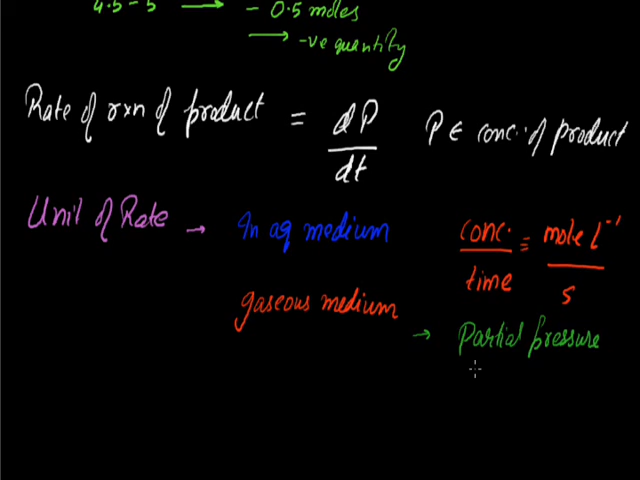 4.5 - 5 → - 0.5 moles
→ -ve quantity
Rate of rxn of product = dP/dt P ∈ conc. of product
Unit of Rate → In aq medium conc./time = mole L⁻¹/s
gaseous medium → Partial pressure